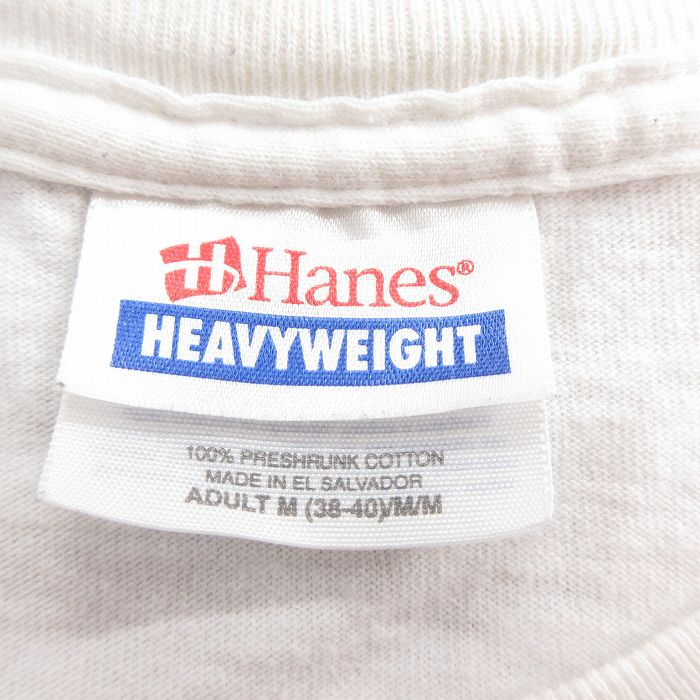 H Hanes®
HEAVYWEIGHT
100% PRESHRUNK COTTON
MADE IN EL SALVADOR
ADULT M (38-40)/M/M